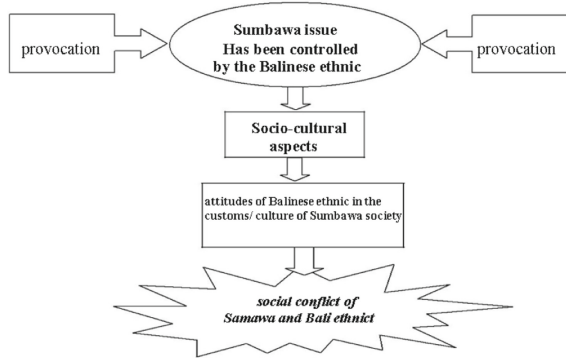 Sumbawa issue
Has been controlled
by the Balinese ethnic
provocation
provocation
Socio-cultural
aspects
attitudes of Balinese ethnic in the
customs/ culture of Sumbawa society
social conflict of
Samawa and Bali ethnict